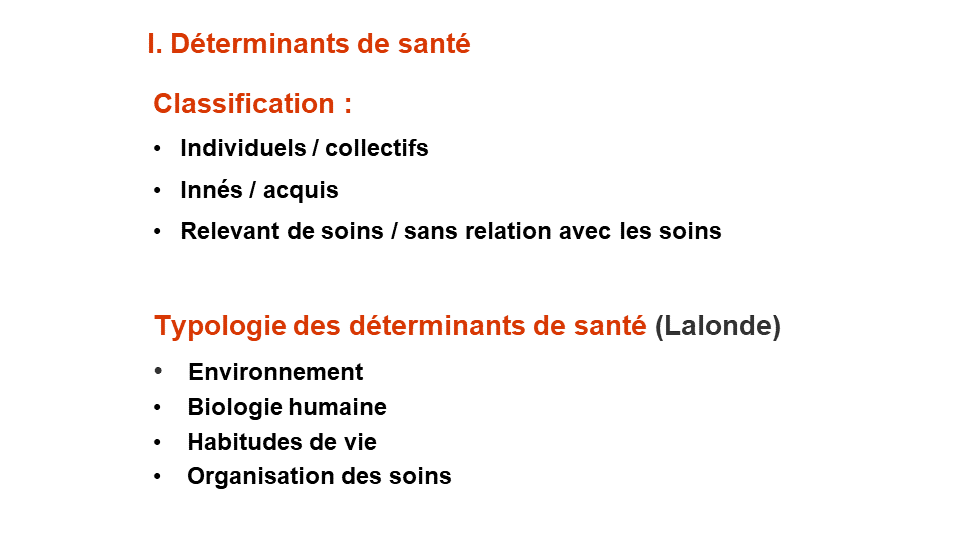 I. Déterminants de santé
Classification :
• Individuels / collectifs
• Innés / acquis
• Relevant de soins / sans relation avec les soins
Typologie des déterminants de santé (Lalonde)
• Environnement
• Biologie humaine
• Habitudes de vie
• Organisation des soins